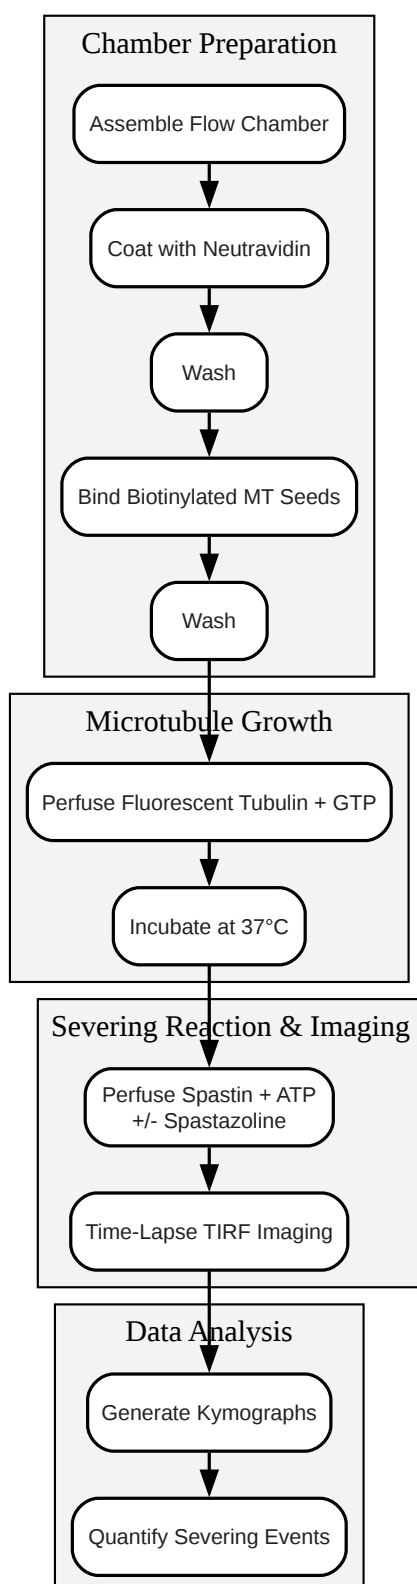 Chamber Preparation
Assemble Flow Chamber
Coat with Neutravidin
Wash
Bind Biotinylated MT Seeds
Wash
Microtubule Growth
Perfuse Fluorescent Tubulin + GTP
Incubate at 37°C
Severing Reaction & Imaging
Perfuse Spastin + ATP
+/- Spastazoline
Time-Lapse TIRF Imaging
Data Analysis
Generate Kymographs
Quantify Severing Events